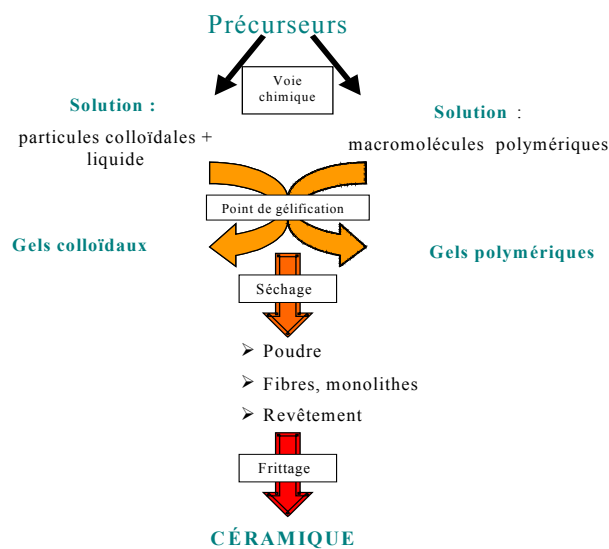 Précurseurs
Voie
chimique
Solution :
particules colloïdales +
liquide
Solution :
macromolécules polymériques
Point de gélification
Gels colloïdaux
Gels polymériques
Séchage
➢ Poudre
➢ Fibres, monolithes
➢ Revêtement
Frittage
CÉRAMIQUE